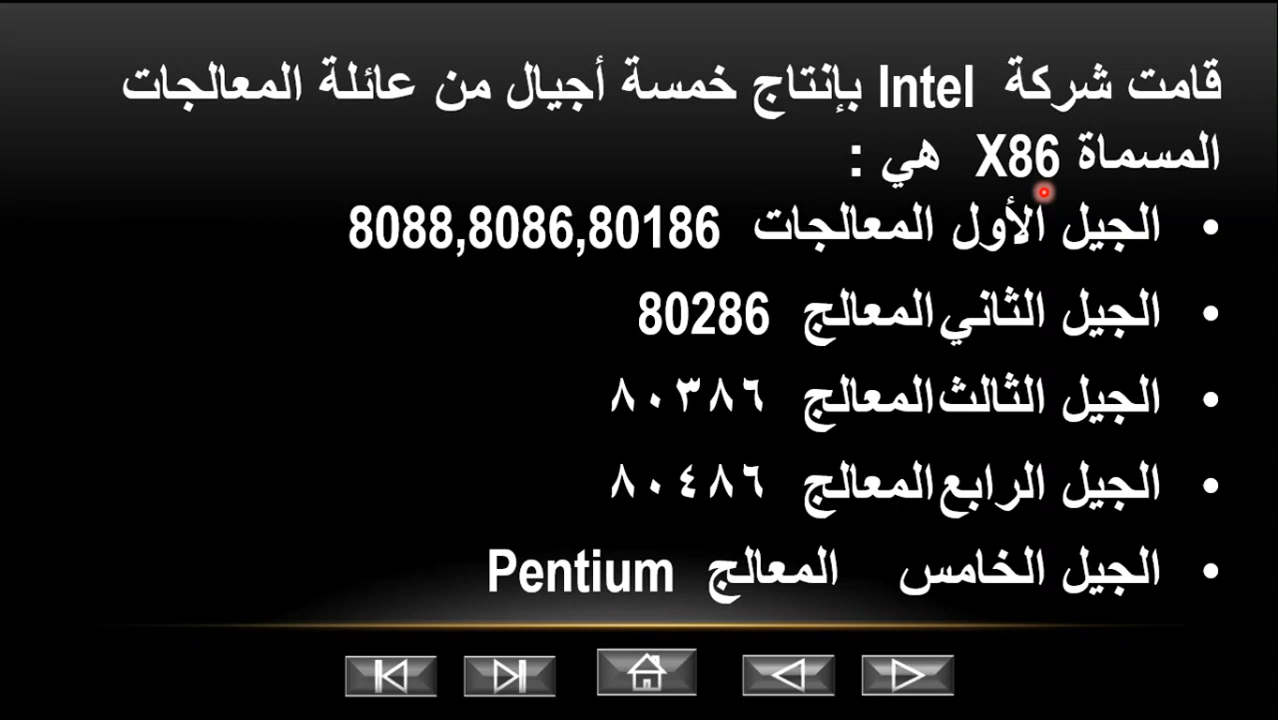 قامت شركة Intel بإنتاج خمسة أجيال من عائلة المعالجات
المسماة X86 هي :
• الجيل الأول المعالجات 8088,8086,80186
• الجيل الثاني المعالج 80286
• الجيل الثالث المعالج ٨٠٣٨٦
• الجيل الرابع المعالج ٨٠٤٨٦
• الجيل الخامس المعالج Pentium